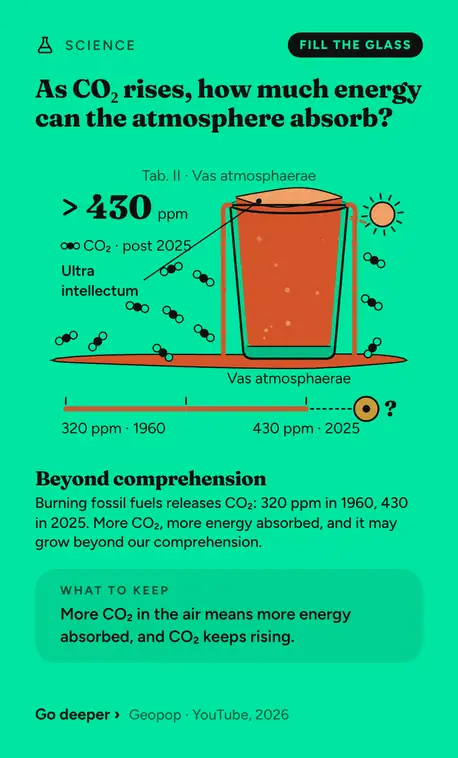 SCIENCE
FILL THE GLASS
As CO₂ rises, how much energy
can the atmosphere absorb?
Tab. II · Vas atmosphaerae
> 430 ppm
CO₂ · post 2025
Ultra
intellectum
Vas atmosphaerae
?
320 ppm · 1960
430 ppm · 2025
Beyond comprehension
Burning fossil fuels releases CO₂: 320 ppm in 1960, 430
in 2025. More CO₂, more energy absorbed, and it may
grow beyond our comprehension.
WHAT TO KEEP
More CO₂ in the air means more energy
absorbed, and CO₂ keeps rising.
Go deeper › Geopop · YouTube, 2026